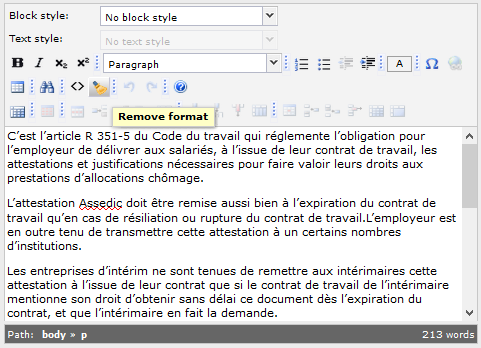 Block style: No block style
Text style: No text style
B I x₂ x² Paragraph A Ω
<>
Remove format
C’est l’article R 351-5 du Code du travail qui réglemente l’obligation pour
l’employeur de délivrer aux salariés, à l’issue de leur contrat de travail, les
attestations et justifications nécessaires pour faire valoir leurs droits aux
prestations d’allocations chômage.
L’attestation Assedic doit être remise aussi bien à l’expiration du contrat de
travail qu’en cas de résiliation ou rupture du contrat de travail.L’employeur est
en outre tenu de transmettre cette attestation à un certains nombres
d’institutions.
Les entreprises d’intérim ne sont tenues de remettre aux intérimaires cette
attestation à l’issue de leur contrat que si le contrat de travail de l’intérimaire
mentionne son droit d’obtenir sans délai ce document dès l’expiration du
contrat, et que l’intérimaire en fait la demande.
Path: body » p 213 words